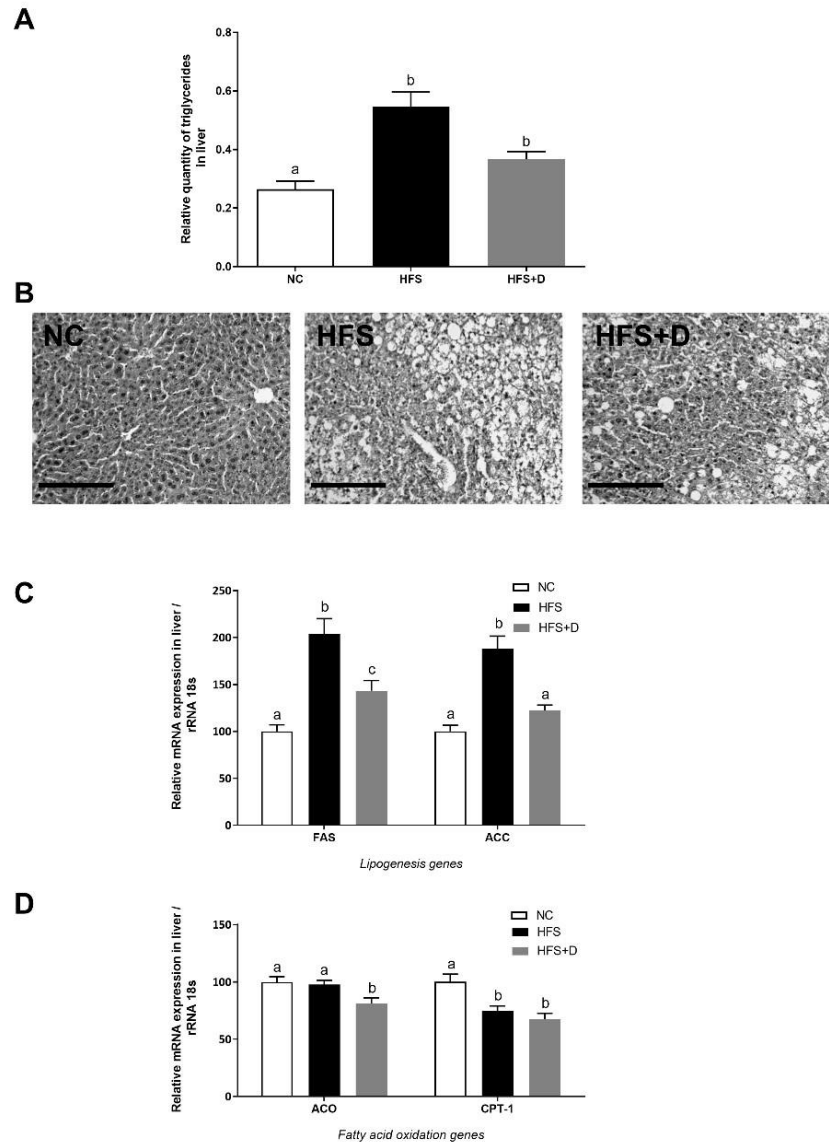 A
Relative quantity of triglycerides
in liver
0.8
0.6
0.4
0.2
0.0
a
b
b
NC
HFS
HFS+D
B
NC
HFS
HFS+D
C
Relative mRNA expression in liver /
rRNA 18s
250
200
150
100
50
0
NC
HFS
HFS+D
a
b
c
a
b
a
FAS
ACC
Lipogenesis genes
D
Relative mRNA expression in liver /
rRNA 18s
150
100
50
0
NC
HFS
HFS+D
a
a
b
a
b
b
ACO
CPT-1
Fatty acid oxidation genes